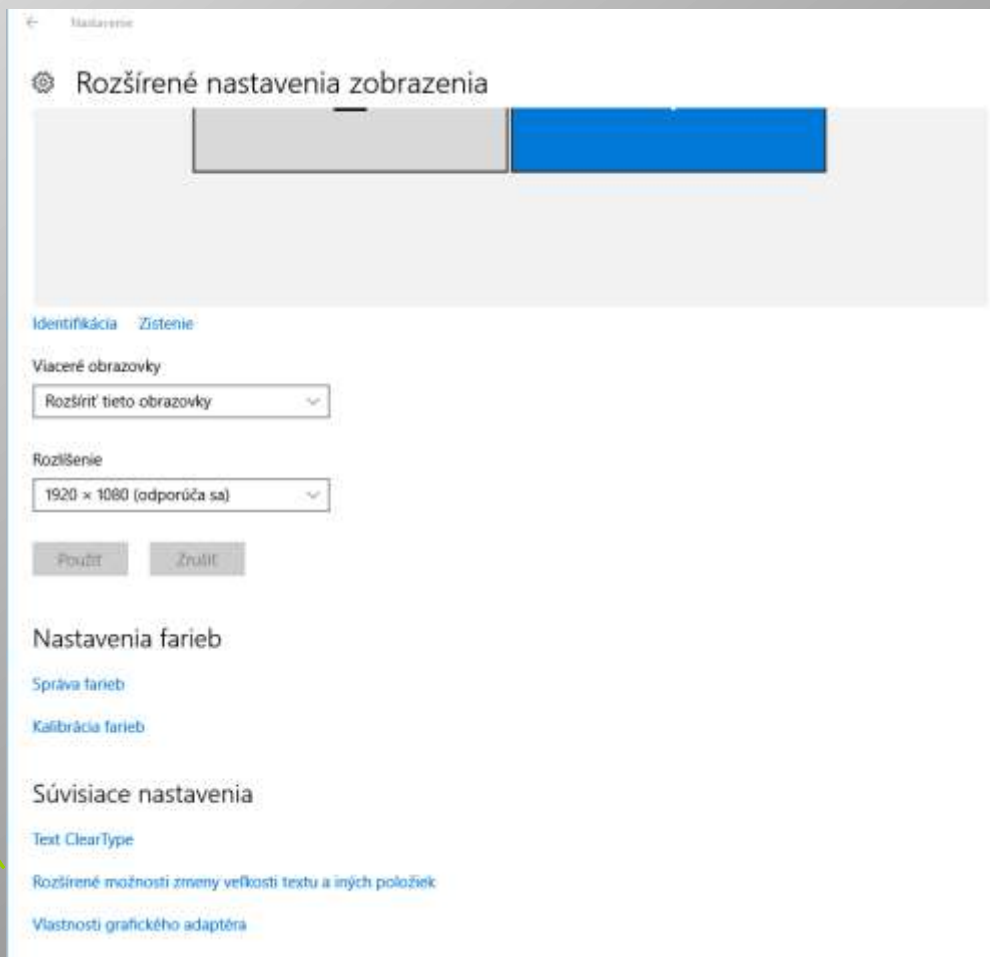 Nastavenie
Rozšírené nastavenia zobrazenia
Identifikácia Zistenie
Viaceré obrazovky
Rozšíriť tieto obrazovky
Rozlíšenie
1920 × 1080 (odporúča sa)
Použiť Zrušiť
Nastavenia farieb
Správa farieb
Kalibrácia farieb
Súvisiace nastavenia
Text ClearType
Rozšírené možnosti zmeny veľkosti textu a iných položiek
Vlastnosti grafického adaptéra